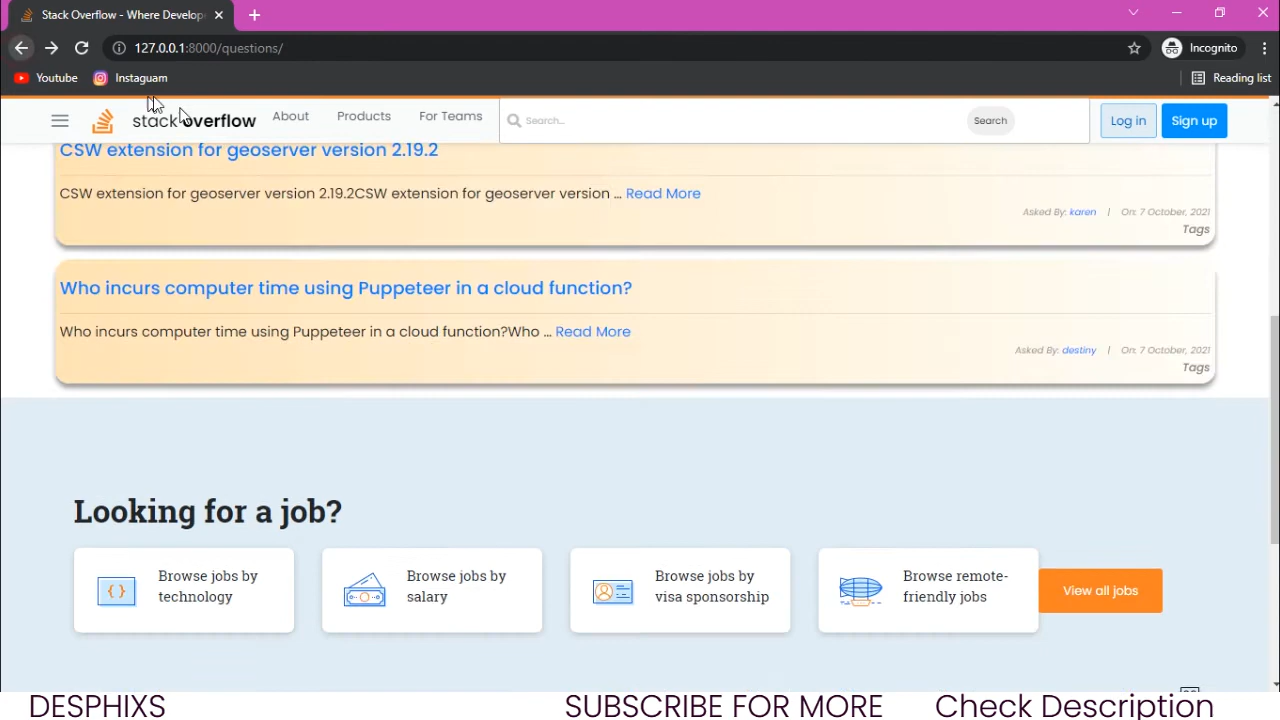 Stack Overflow - Where Develop
127.0.0.1:8000/questions/
Incognito
Youtube
Instaguam
Reading list
stack overflow
About
Products
For Teams
Search...
Search
Log in
Sign up
CSW extension for geoserver version 2.19.2
CSW extension for geoserver version 2.19.2CSW extension for geoserver version ... Read More
Asked By: karen | On: 7 October, 2021
Tags
Who incurs computer time using Puppeteer in a cloud function?
Who incurs computer time using Puppeteer in a cloud function?Who ... Read More
Asked By: destiny | On: 7 October, 2021
Tags
Looking for a job?
Browse jobs by
technology
Browse jobs by
salary
Browse jobs by
visa sponsorship
Browse remote-
friendly jobs
View all jobs
DESPHIXS
SUBSCRIBE FOR MORE
Check Description